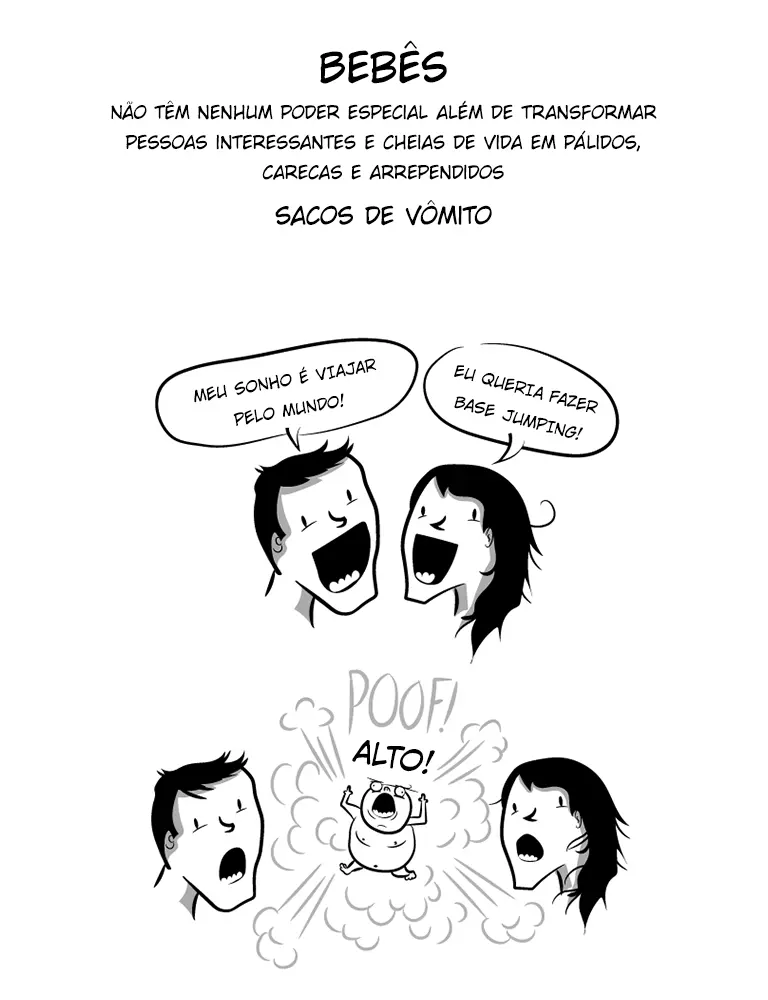 BEBÊS
NÃO TÊM NENHUM PODER ESPECIAL ALÉM DE TRANSFORMAR
PESSOAS INTERESSANTES E CHEIAS DE VIDA EM PÁLIDOS,
CARECAS E ARREPENDIDOS
SACOS DE VÔMITO
MEU SONHO É VIAJAR
PELO MUNDO!
EU QUERIA FAZER
BASE JUMPING!
POOF!
ALTO!